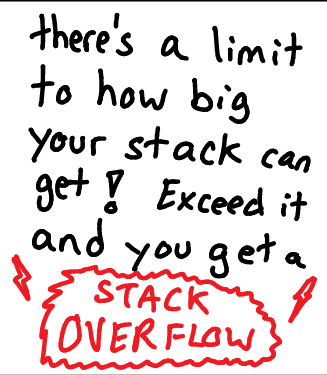 there's a limit
to how big
your stack can
get! Exceed it
and you get a
STACK
OVERFLOW